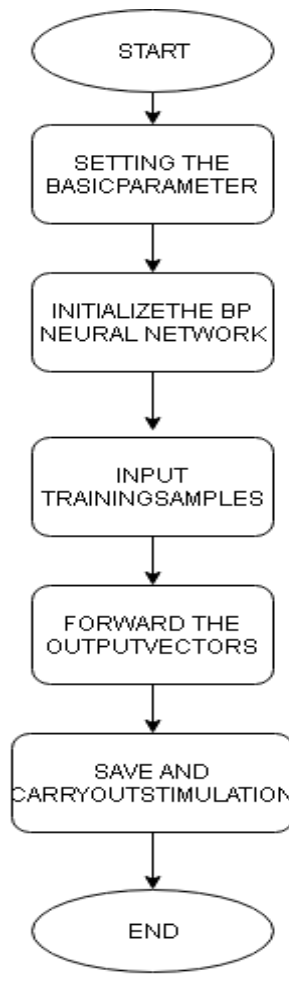 START
SETTING THE
BASICPARAMETER
INITIALIZETHE BP
NEURAL NETWORK
INPUT
TRAININGSAMPLES
FORWARD THE
OUTPUTVECTORS
SAVE AND
CARRYOUTSTIMULATION
END